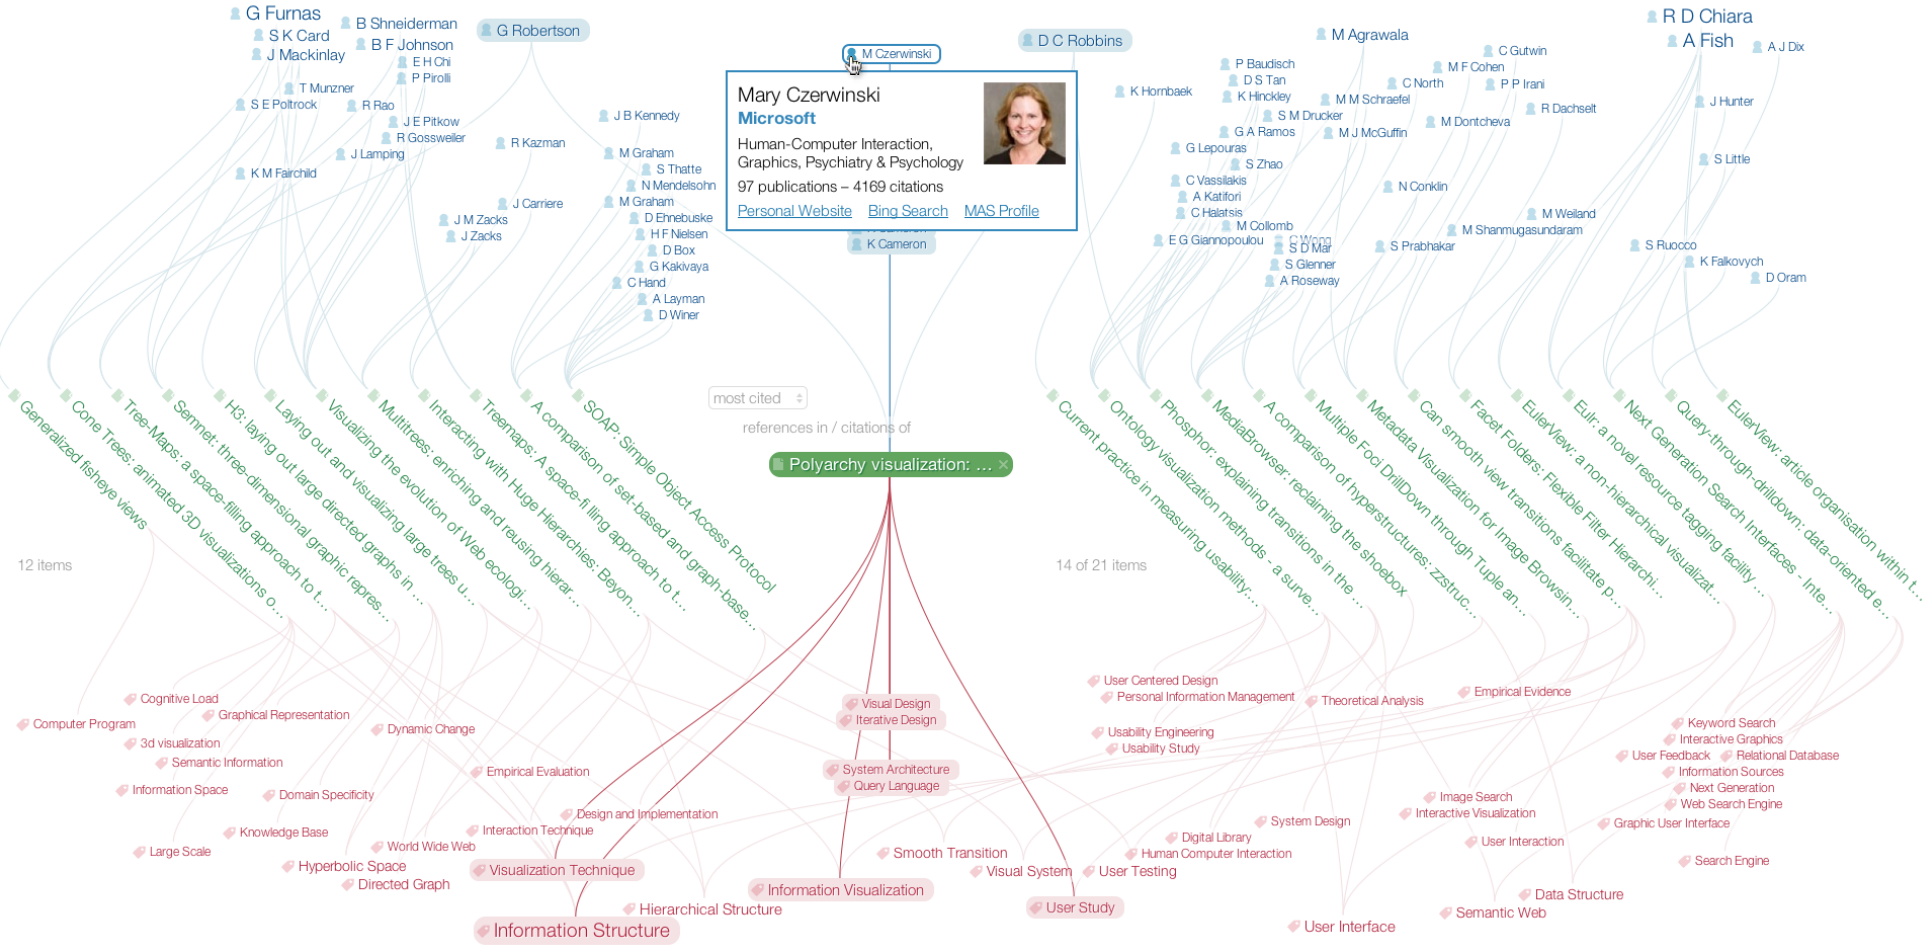 G Furnas
S K Card
J Mackinlay
B Shneiderman
B F Johnson
E H Chi
P Pirolli
T Munzner
S E Poltrock
R Rao
J E Pitkow
R Gossweiler
J Lamping
K M Fairchild
G Robertson
R Kazman
J Carriere
J M Zacks
J Zacks
J B Kennedy
M Graham
S Thatte
N Mendelsohn
M Graham
D Ehnebuske
H F Nielsen
D Box
G Kakivaya
C Hand
A Layman
D Winer
M Czerwinski
Mary Czerwinski
Microsoft
Human-Computer Interaction,
Graphics, Psychiatry & Psychology
97 publications – 4169 citations
Personal Website Bing Search MAS Profile
K Cameron
D C Robbins
K Hornbaek
P Baudisch
D S Tan
K Hinckley
S M Drucker
G A Ramos
G Lepouras
S Zhao
C Vassilakis
A Katifori
C Halatsis
M Collomb
E G Giannopoulou
C Wong
S D Mar
S Glenner
A Roseway
M Agrawala
M M Schraefel
M J McGuffin
C North
M F Cohen
C Gutwin
P P Irani
M Dontcheva
R Dachselt
N Conklin
M Weiland
M Shanmugasundaram
S Prabhakar
R D Chiara
A Fish
A J Dix
J Hunter
S Little
S Ruocco
K Falkovych
D Oram
most cited
references in / citations of
Polyarchy visualization: ...
12 items
14 of 21 items
Generalized fisheye views
Cone Trees: animated 3D visualizations o...
Tree-Maps: a space-filling approach to t...
Semnet: three-dimensional graphic repres...
H3: laying out large directed graphs in ...
Laying out and visualizing large trees u...
Visualizing the evolution of Web ecologi...
Multitrees: enriching and reusing hierar...
Interacting with Huge Hierarchies: Beyon...
Treemaps: A space-filling approach to t...
A comparison of set-based and graph-base...
SOAP: Simple Object Access Protocol
Current practice in measuring usability:...
Ontology visualization methods - a surve...
Phosphor: explaining transitions in the ...
MediaBrowser: reclaiming the shoebox
A comparison of hyperstructures: zzstruc...
Multiple Foci DrillDown through Tuple an...
Metadata Visualization for Image Browsin...
Can smooth view transitions facilitate p...
Facet Folders: Flexible Filter Hierarchi...
EulerView: a non-hierarchical visualizat...
Eulr: a novel resource tagging facility ...
Next Generation Search Interfaces - Inte...
Query-through-drilldown: data-oriented e...
EulerView: article organisation within t...
Cognitive Load
Graphical Representation
Computer Program
Dynamic Change
3d visualization
Semantic Information
Empirical Evaluation
Information Space
Domain Specificity
Design and Implementation
Knowledge Base
Interaction Technique
Large Scale
World Wide Web
Hyperbolic Space
Directed Graph
Visualization Technique
Hierarchical Structure
Information Structure
Visual Design
Iterative Design
System Architecture
Query Language
Smooth Transition
Visual System
Information Visualization
User Study
User Testing
User Centered Design
Personal Information Management
Theoretical Analysis
Empirical Evidence
Usability Engineering
Usability Study
System Design
Digital Library
Human Computer Interaction
Image Search
Interactive Visualization
User Interaction
Keyword Search
Interactive Graphics
User Feedback Relational Database
Information Sources
Next Generation
Web Search Engine
Graphic User Interface
Search Engine
Data Structure
Semantic Web
User Interface